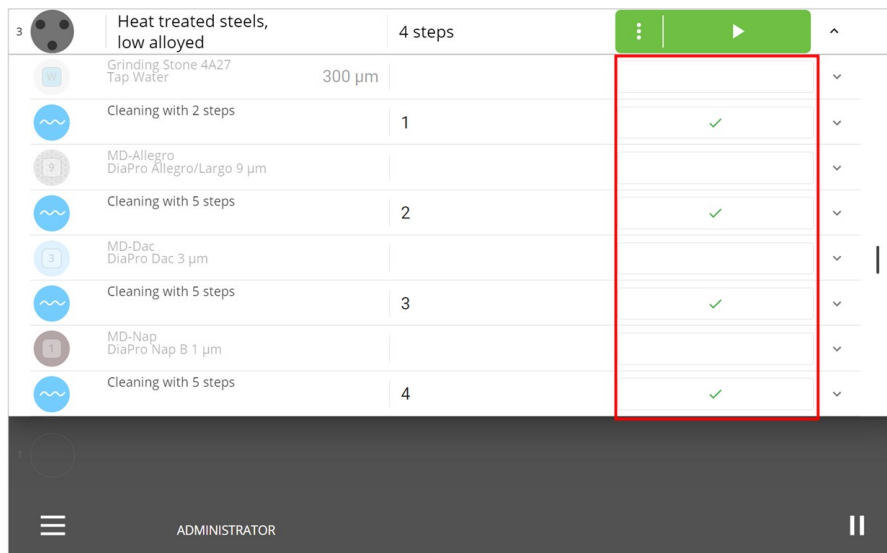 3
Heat treated steels,
low alloyed
4 steps
W
Grinding Stone 4A27
Tap Water
300 µm
Cleaning with 2 steps
1
9
MD-Allegro
DiaPro Allegro/Largo 9 µm
Cleaning with 5 steps
2
3
MD-Dac
DiaPro Dac 3 µm
Cleaning with 5 steps
3
1
MD-Nap
DiaPro Nap B 1 µm
Cleaning with 5 steps
4
ADMINISTRATOR